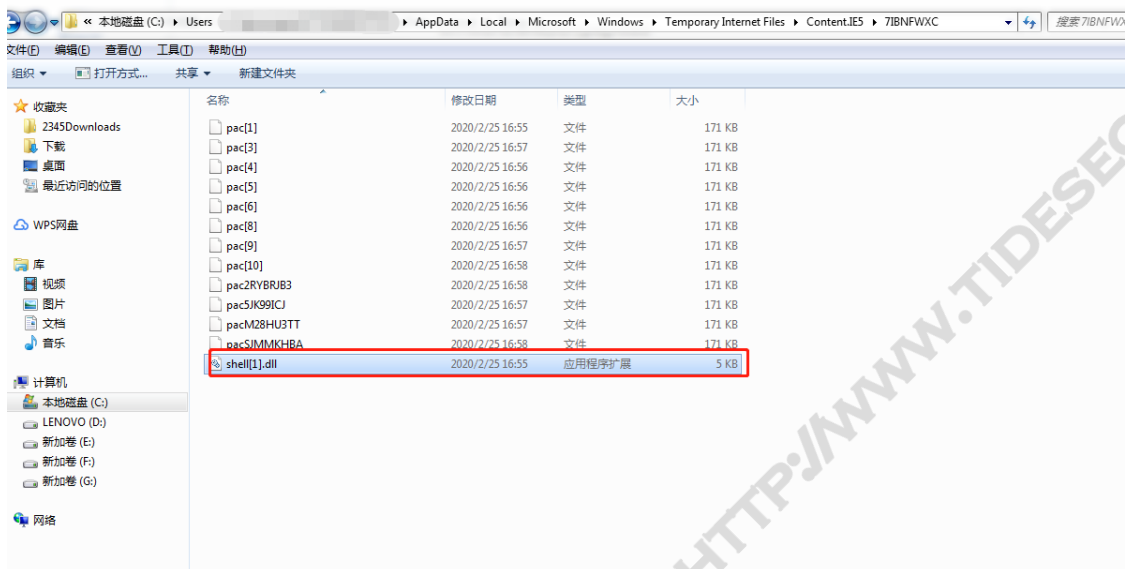 « 本地磁盘 (C:) ▸ Users ▸ AppData ▸ Local ▸ Microsoft ▸ Windows ▸ Temporary Internet Files ▸ Content.IE5 ▸ 7IBNFWXC 搜索 7IBNFWX
文件(F) 编辑(E) 查看(V) 工具(T) 帮助(H)
组织 打开方式... 共享 新建文件夹
名称 修改日期 类型 大小
收藏夹
2345Downloads
下载
桌面
最近访问的位置
WPS网盘
库
视频
图片
文档
音乐
计算机
本地磁盘 (C:)
LENOVO (D:)
新加卷 (E:)
新加卷 (F:)
新加卷 (G:)
网络
pac[1] 2020/2/25 16:55 文件 171 KB
pac[3] 2020/2/25 16:57 文件 171 KB
pac[4] 2020/2/25 16:56 文件 171 KB
pac[5] 2020/2/25 16:56 文件 171 KB
pac[6] 2020/2/25 16:56 文件 171 KB
pac[8] 2020/2/25 16:56 文件 171 KB
pac[9] 2020/2/25 16:57 文件 171 KB
pac[10] 2020/2/25 16:58 文件 171 KB
pac2RYBRJB3 2020/2/25 16:58 文件 171 KB
pac5JK99ICJ 2020/2/25 16:57 文件 171 KB
pacM28HU3TT 2020/2/25 16:57 文件 171 KB
pacSJMMKHBA 2020/2/25 16:58 文件 171 KB
shell[1].dll 2020/2/25 16:55 应用程序扩展 5 KB
HTTP://WWW.TIDESEC